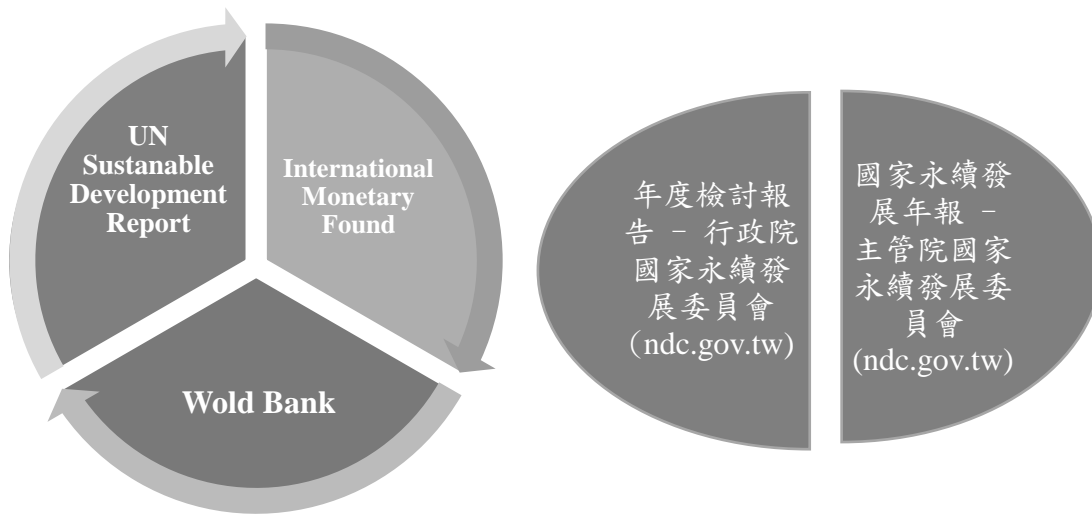 UN
Sustanable
Development
Report
International
Monetary
Found
Wold Bank
年度檢討報
告 - 行政院
國家永續發
展委員會
(ndc.gov.tw)
國家永續發
展年報 -
主管院國家
永續發展委
員會
(ndc.gov.tw)